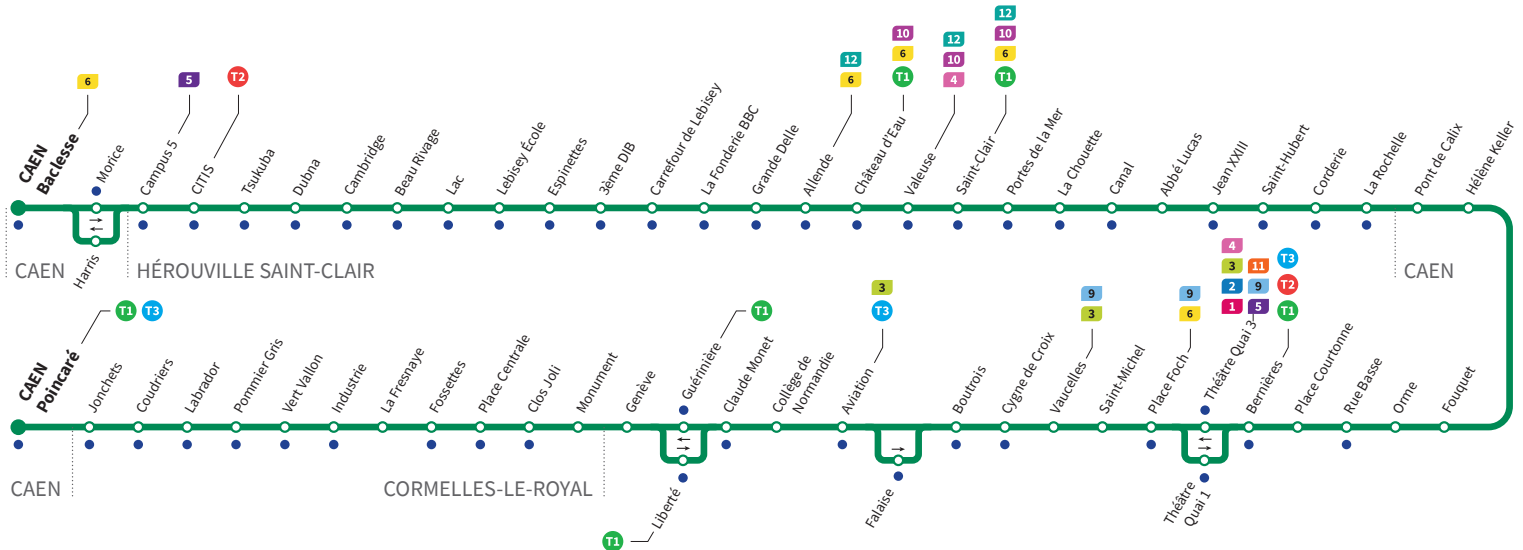 12
10
12
10
12
10
6
12
6
5
T2
6
T1
4
T1
CAEN
Baclesse
Morice
Campus 5
CITIS
Tsukuba
Dubna
Cambridge
Beau Rivage
Lac
Lebisey École
Espinettes
3ème DIB
Carrefour de Lebisey
La Fonderie BBC
Grande Delle
Allende
Château d'Eau
Valeuse
Saint-Clair
Portes de la Mer
La Chouette
Canal
Abbé Lucas
Jean XXIII
Saint-Hubert
Corderie
La Rochelle
Pont de Calix
Hélène Keller
Harris
CAEN
HÉROUVILLE SAINT-CLAIR
CAEN
4
3
11
T3
2
9
T2
1
5
T1
3
T3
9
3
9
6
T1
T3
T1
CAEN
Poincaré
Jonchets
Coudriers
Labrador
Pommier Gris
Vert Vallon
Industrie
La Fresnaye
Fossettes
Place Centrale
Clos Joli
Monument
Genève
Guérinière
Claude Monet
Collège de
Normandie
Aviation
Boutrois
Cygne de Croix
Vaucelles
Saint-Michel
Place Foch
Théâtre Quai 3
Bernières
Place Courtonne
Rue Basse
Orme
Fouquet
CAEN
CORMELLES-LE-ROYAL
Liberté
T1
Falaise
Théâtre
Quai 1